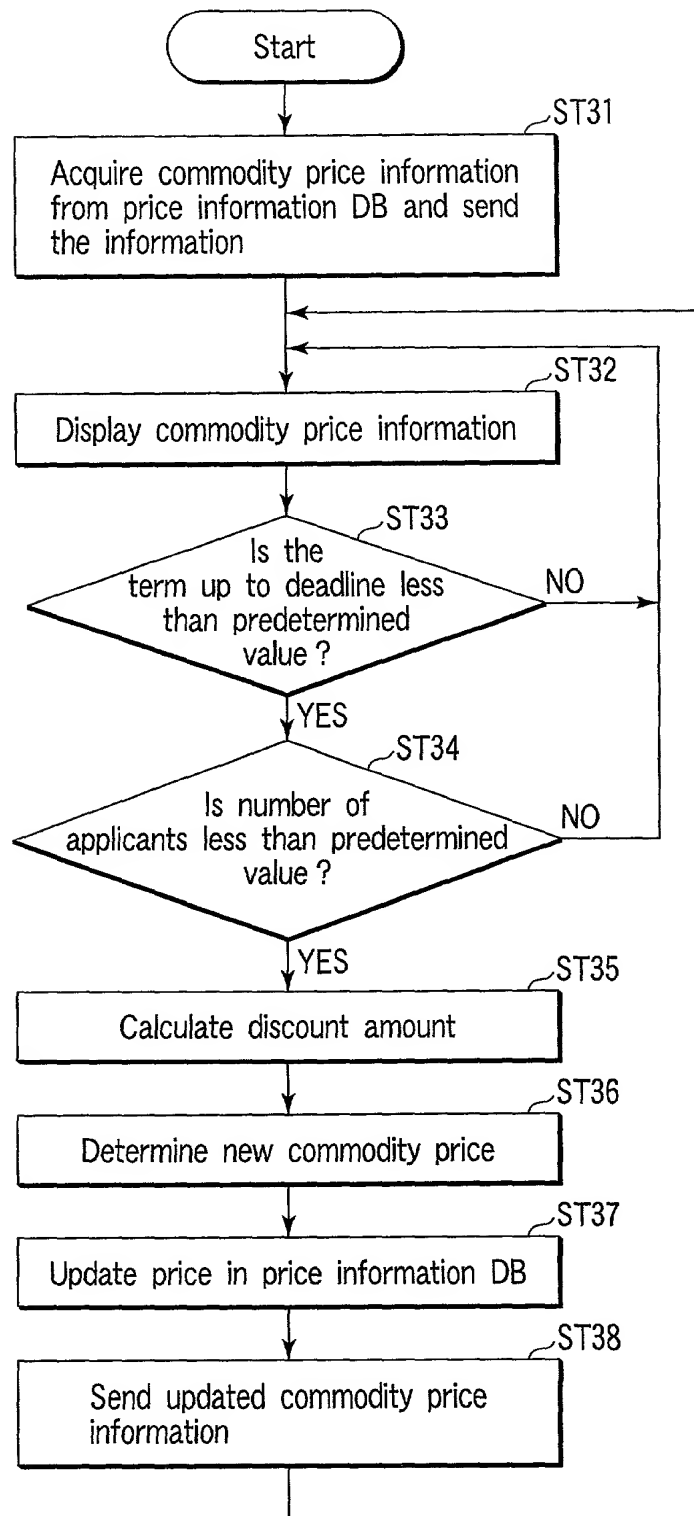 Start
ST31
Acquire commodity price information
from price information DB and send
the information
ST32
Display commodity price information
ST33
Is the
term up to deadline less
than predetermined
value ?
NO
YES
ST34
Is number of
applicants less than predetermined
value ?
NO
YES
ST35
Calculate discount amount
ST36
Determine new commodity price
ST37
Update price in price information DB
ST38
Send updated commodity price
information